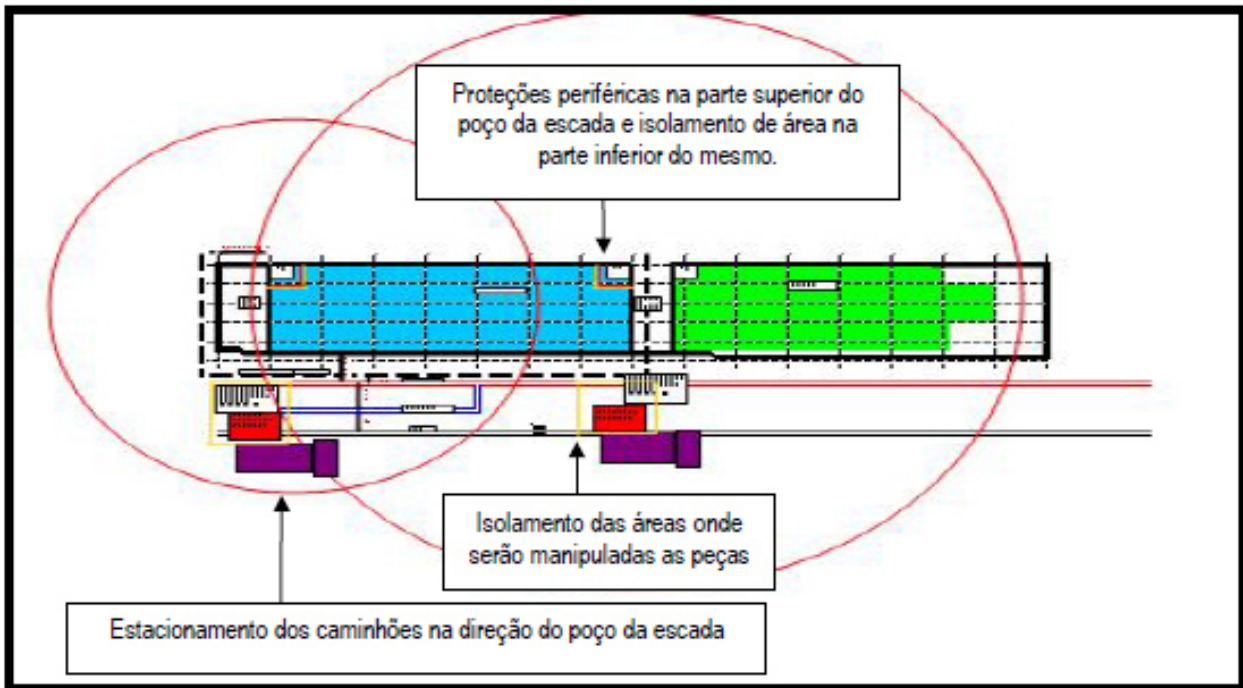 Proteções periféricas na parte superior do
poço da escada e isolamento de área na
parte inferior do mesmo.
Isolamento das áreas onde
serão manipuladas as peças
Estacionamento dos caminhões na direção do poço da escada